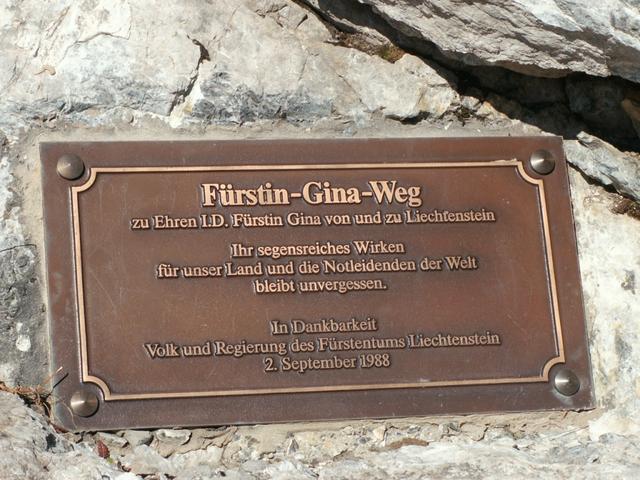 Fürstin-Gina-Weg
zu Ehren I.D. Fürstin Gina von und zu Liechtenstein
Ihr segensreiches Wirken
für unser Land und die Notleidenden der Welt
bleibt unvergessen.
In Dankbarkeit
Volk und Regierung des Fürstentums Liechtenstein
2. September 1988